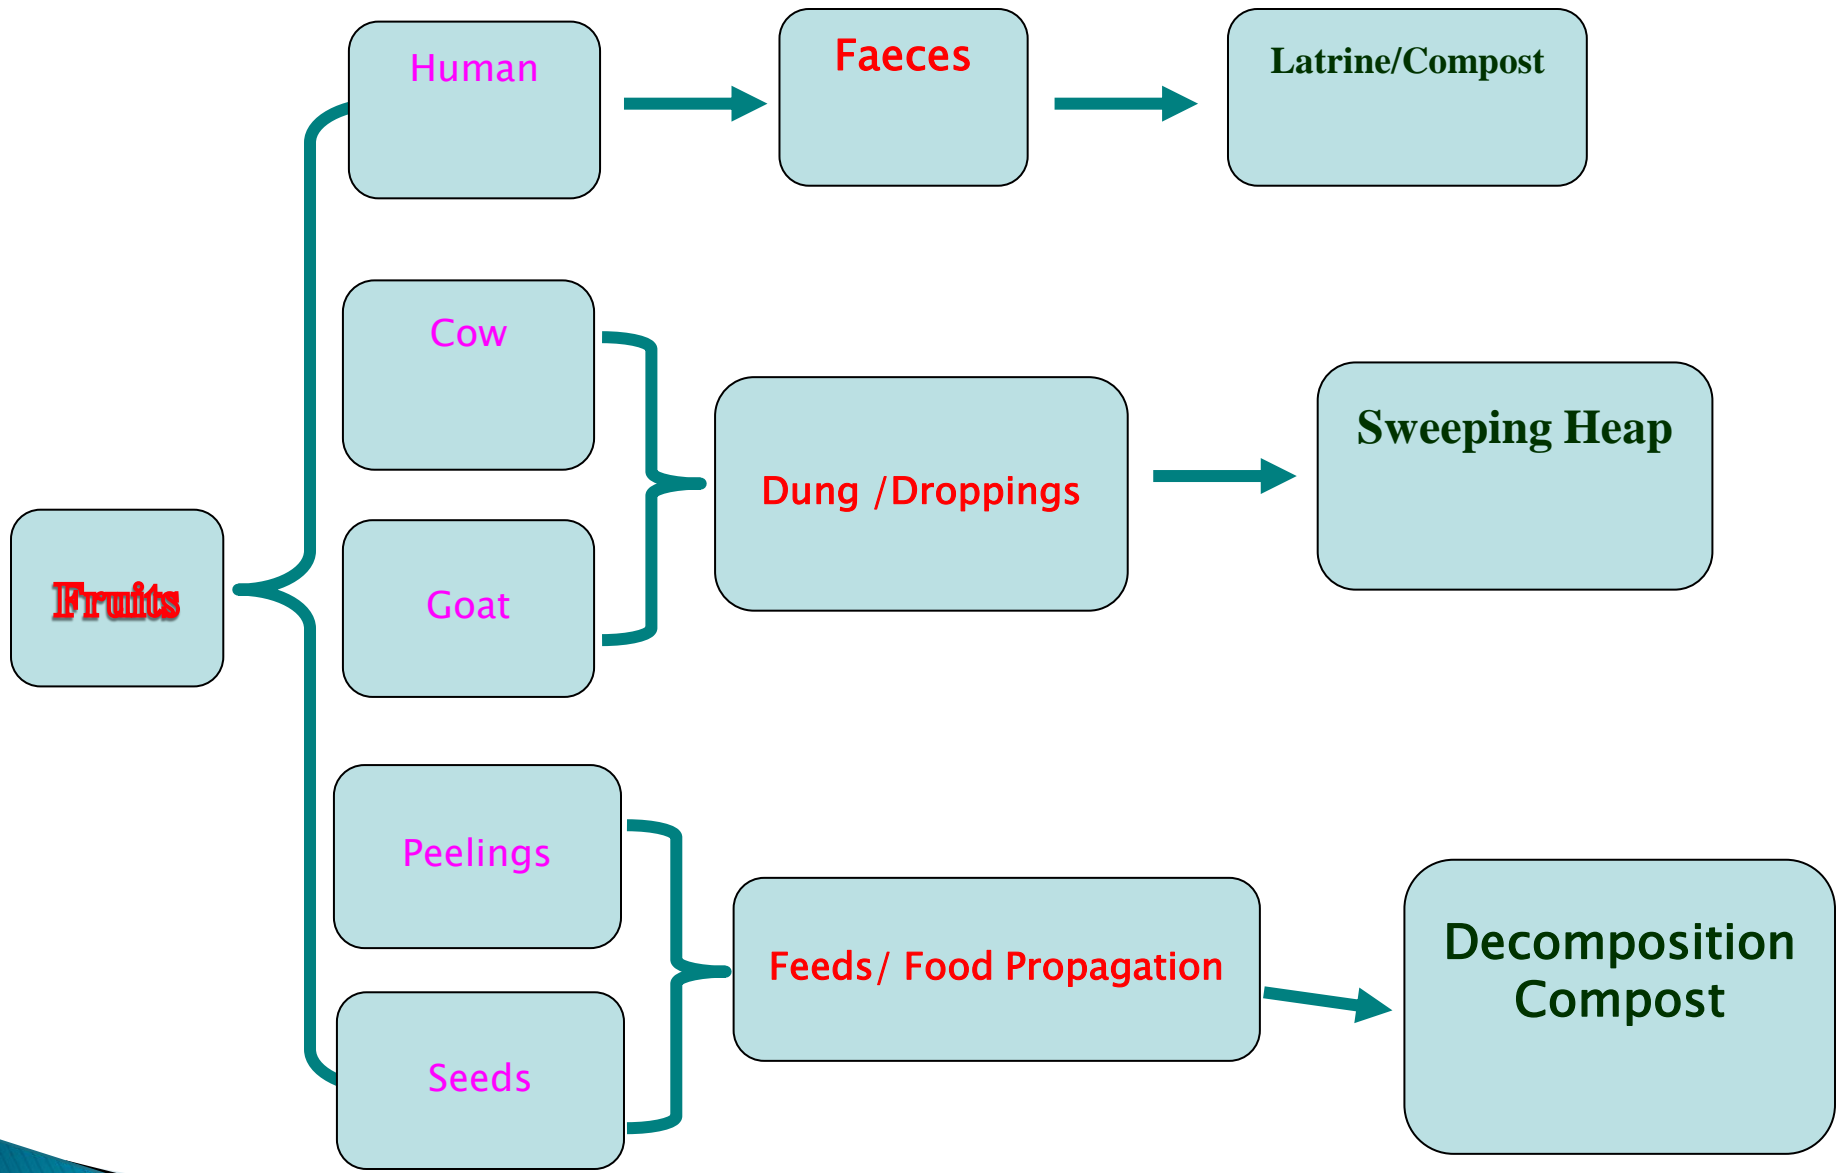 Human
Faeces
Latrine/Compost
Cow
Goat
Dung /Droppings
Sweeping Heap
Fruits
Peelings
Seeds
Feeds/ Food Propagation
Decomposition
Compost